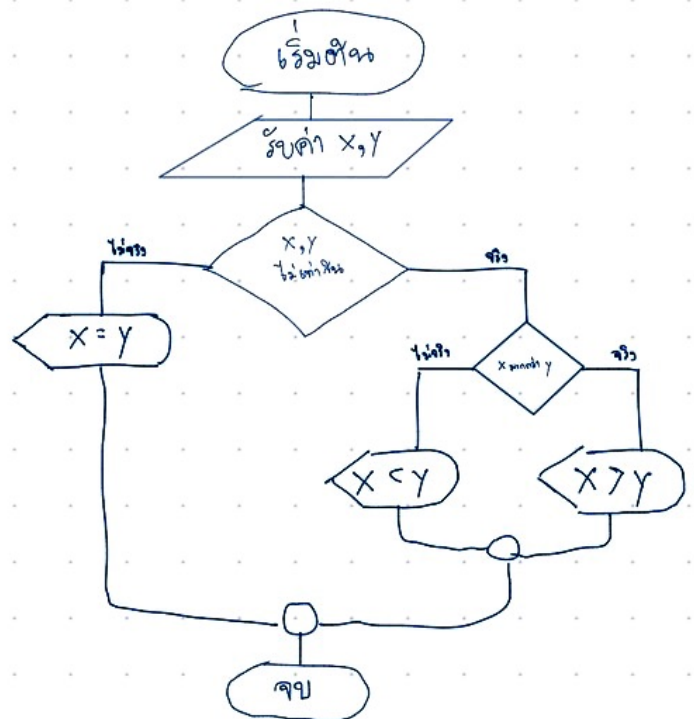 เริ่มต้น
รับค่า x, y
x, y
ไม่เท่ากัน
ไม่จริง
จริง
x = y
x มากกว่า y
ไม่จริง
จริง
x < y
x > y
จบ